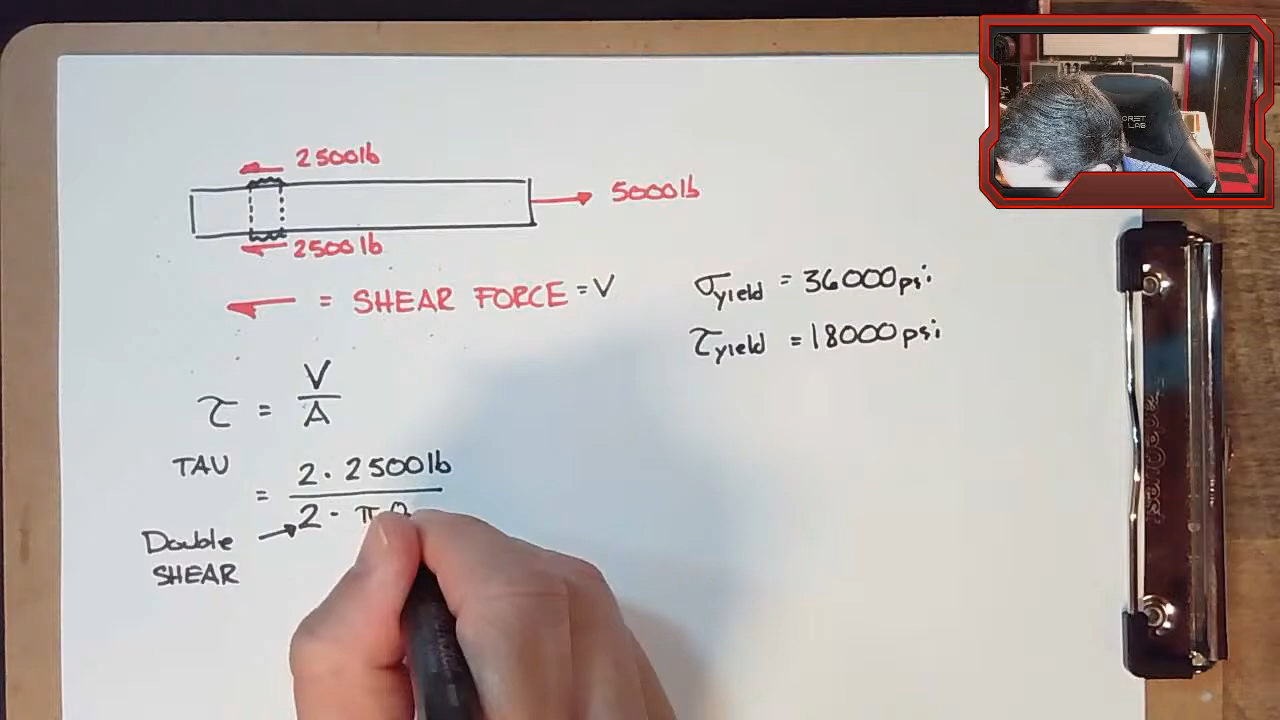 2500lb
5000lb
2500lb
= SHEAR FORCE = V
σyield = 36000psi
τyield = 18000psi
τ = V/A
TAU
= 2 · 2500lb
2 · π
Double
SHEAR